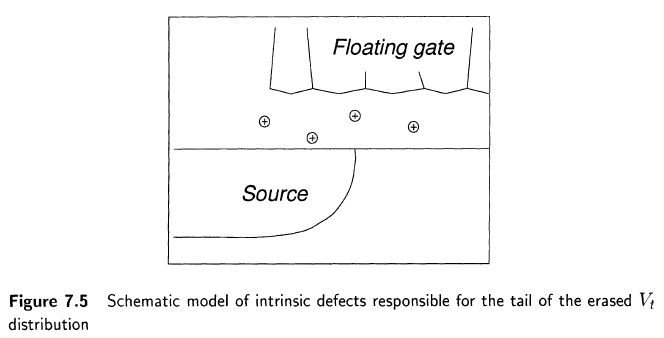 Floating gate
⊕
⊕
⊕
⊕
Source
Figure 7.5 Schematic model of intrinsic defects responsible for the tail of the erased Vt
distribution